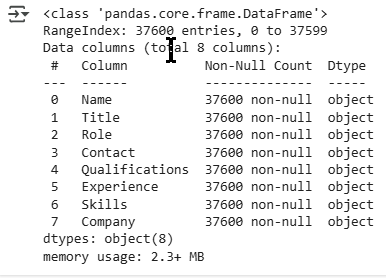 <class 'pandas.core.frame.DataFrame'>
RangeIndex: 37600 entries, 0 to 37599
Data columns (total 8 columns):
 #   Column          Non-Null Count  Dtype
---  ------          --------------  -----
 0   Name            37600 non-null  object
 1   Title           37600 non-null  object
 2   Role            37600 non-null  object
 3   Contact         37600 non-null  object
 4   Qualifications  37600 non-null  object
 5   Experience      37600 non-null  object
 6   Skills          37600 non-null  object
 7   Company         37600 non-null  object
dtypes: object(8)
memory usage: 2.3+ MB